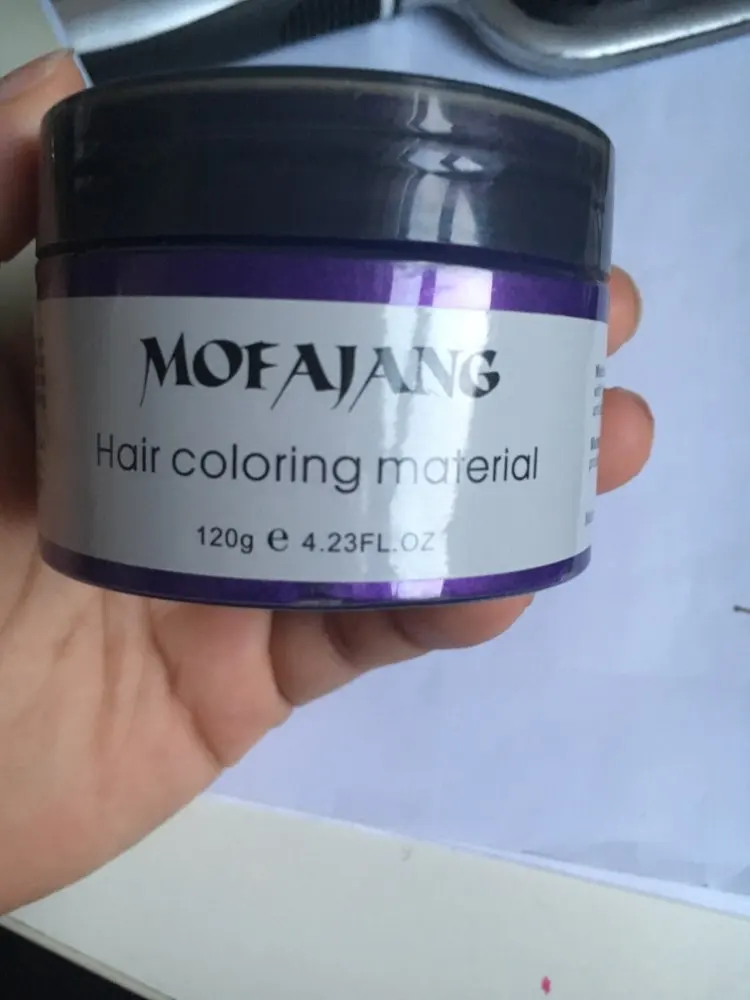 MOFAJANG
Hair coloring material
120g ℮ 4.23FL.OZ